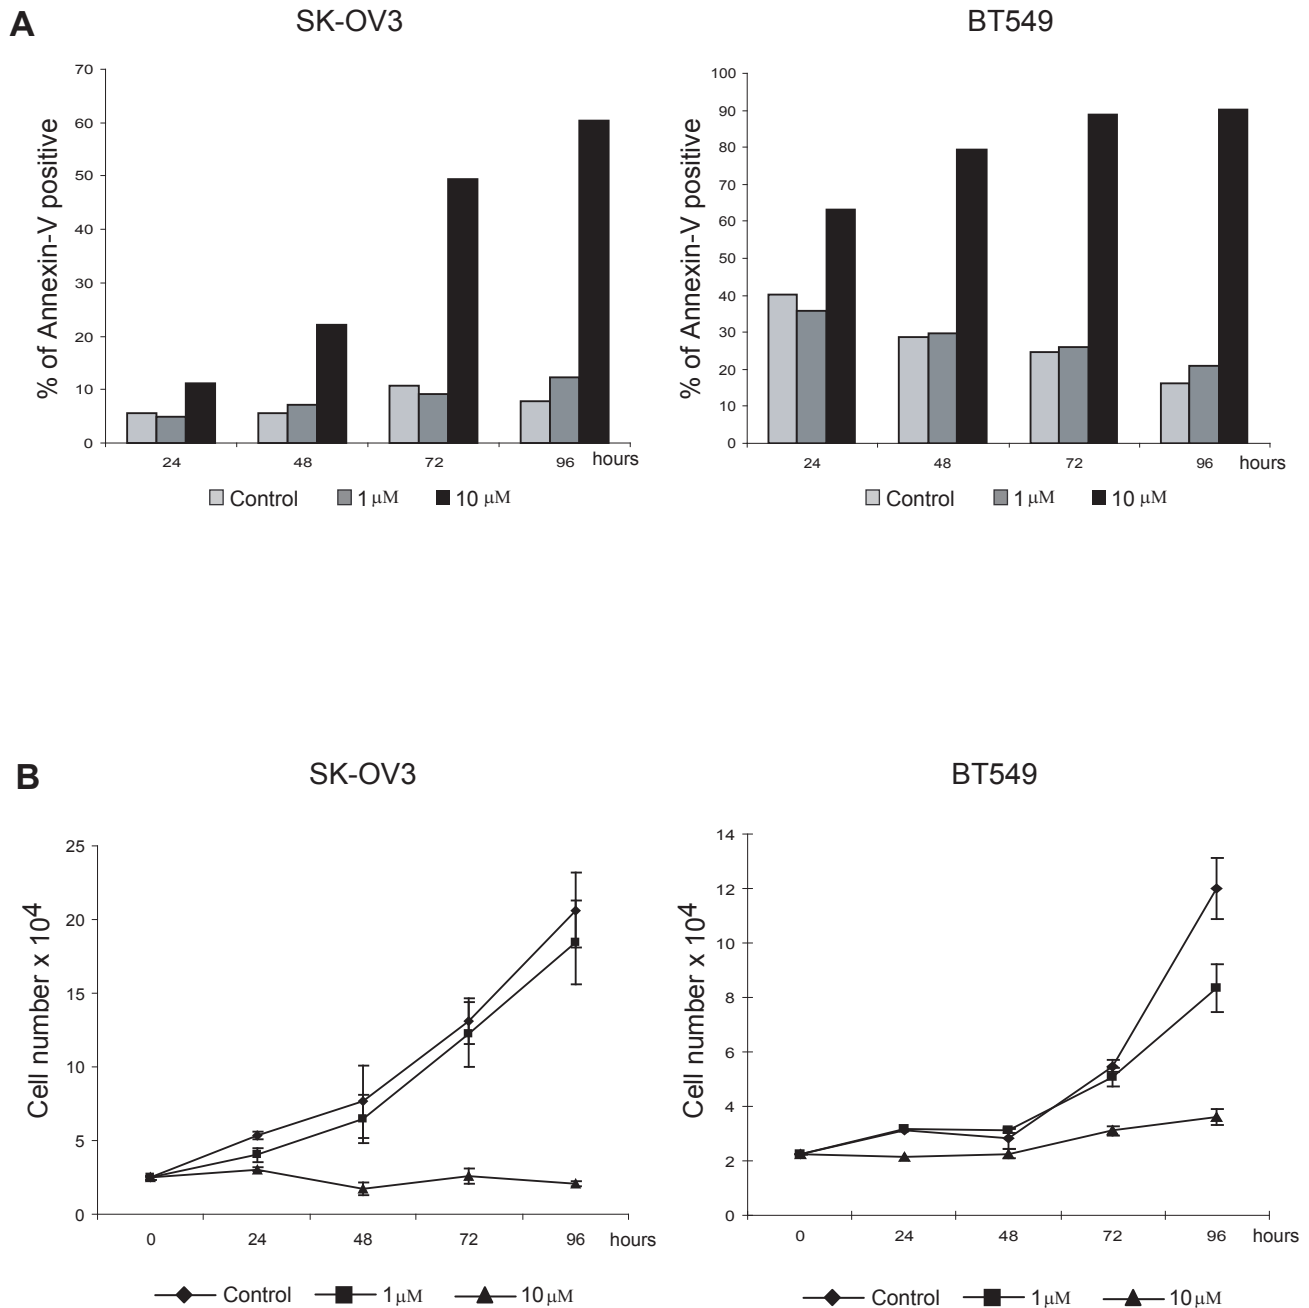 A
SK-OV3
BT549
% of Annexin-V positive
70
60
50
40
30
20
10
0
24
48
72
96
hours
Control
1 μM
10 μM
% of Annexin-V positive
100
90
80
70
60
50
40
30
20
10
0
24
48
72
96
hours
Control
1 μM
10 μM
B
SK-OV3
BT549
Cell number x 10⁴
25
20
15
10
5
0
0
24
48
72
96
hours
Control
1 μM
10 μM
Cell number x 10⁴
14
12
10
8
6
4
2
0
0
24
48
72
96
hours
Control
1 μM
10 μM